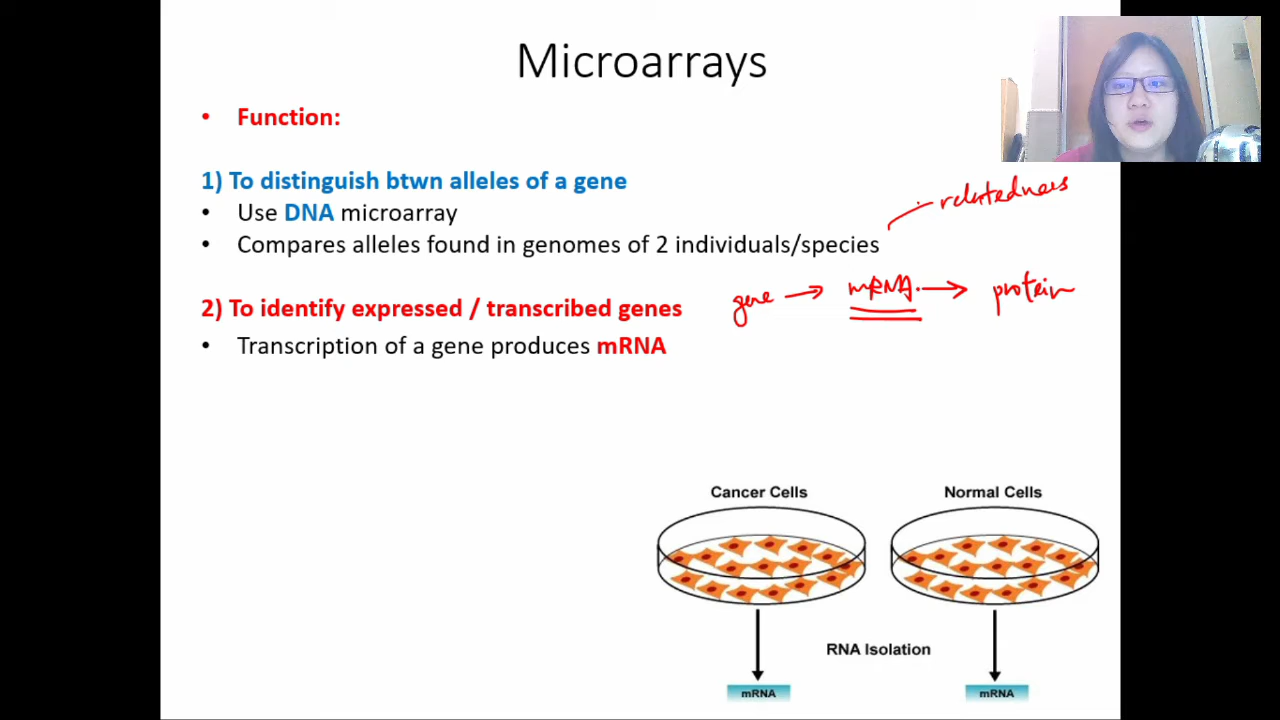 Microarrays
• Function:
1) To distinguish btwn alleles of a gene
• Use DNA microarray
relatedness
• Compares alleles found in genomes of 2 individuals/species
2) To identify expressed / transcribed genes
gene → mRNA → protein
• Transcription of a gene produces mRNA
Cancer Cells Normal Cells
RNA Isolation
mRNA mRNA